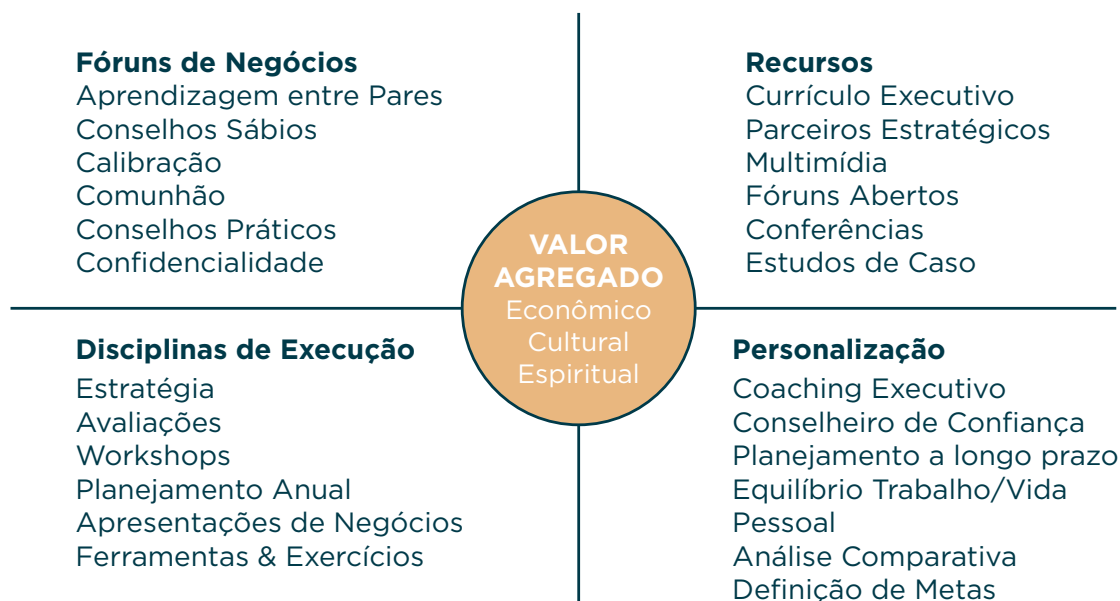 Fóruns de Negócios
Aprendizagem entre Pares
Conselhos Sábios
Calibração
Comunhão
Conselhos Práticos
Confidencialidade
Recursos
Currículo Executivo
Parceiros Estratégicos
Multimídia
Fóruns Abertos
Conferências
Estudos de Caso
VALOR
AGREGADO
Econômico
Cultural
Espiritual
Disciplinas de Execução
Estratégia
Avaliações
Workshops
Planejamento Anual
Apresentações de Negócios
Ferramentas & Exercícios
Personalização
Coaching Executivo
Conselheiro de Confiança
Planejamento a longo prazo
Equilíbrio Trabalho/Vida
Pessoal
Análise Comparativa
Definição de Metas